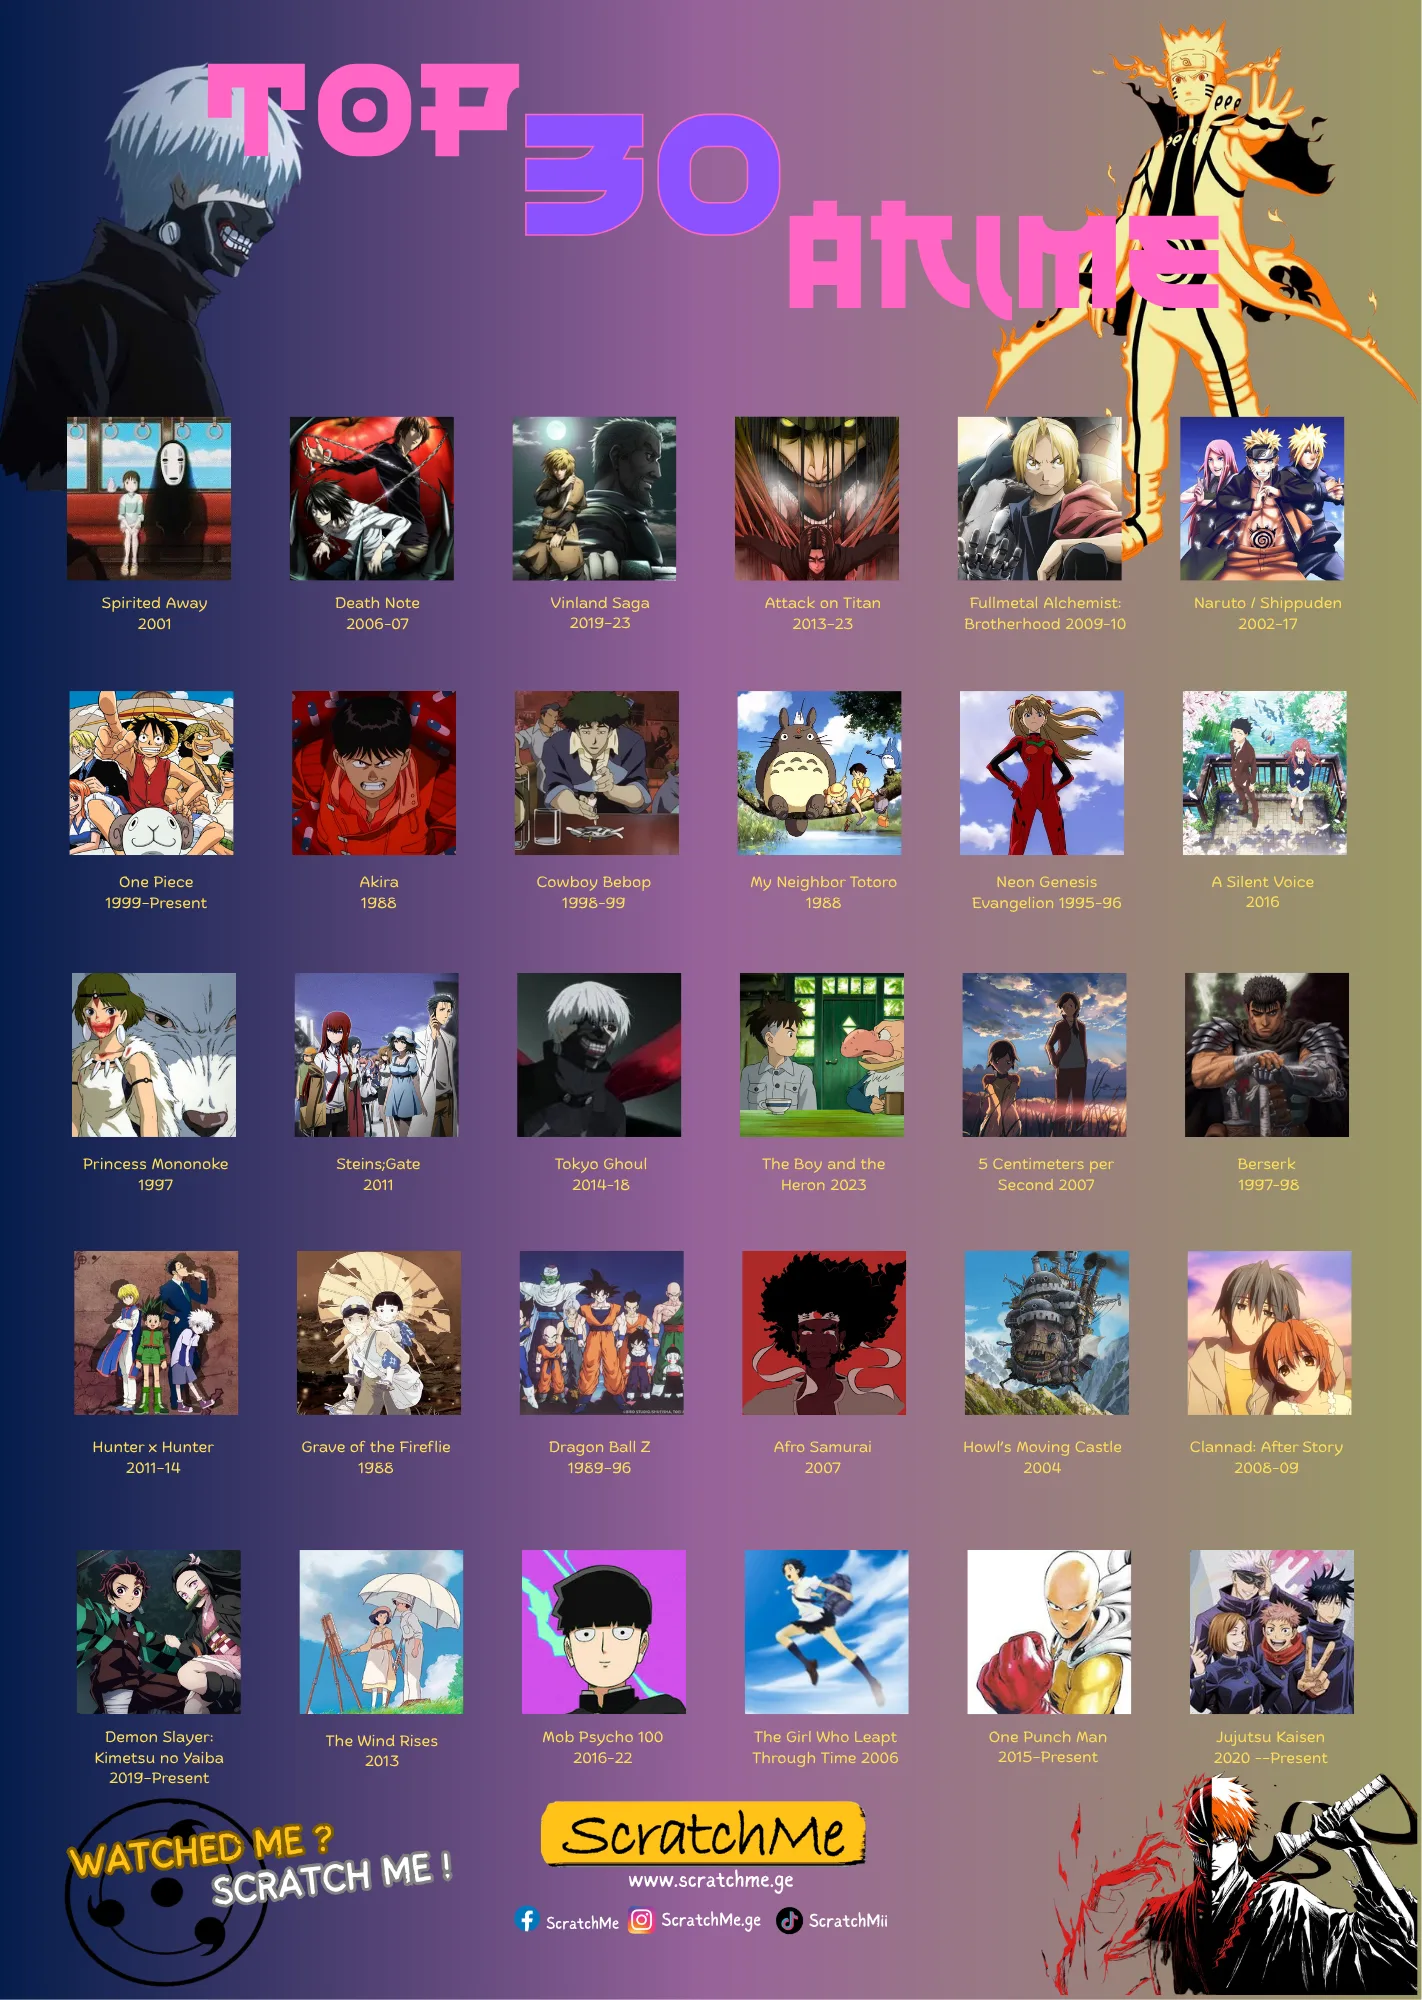 TOP
30
ANIME
Spirited Away
2001
Death Note
2006-07
Vinland Saga
2019-23
Attack on Titan
2013-23
Fullmetal Alchemist:
Brotherhood 2009-10
Naruto / Shippuden
2002-17
One Piece
1999-Present
Akira
1988
Cowboy Bebop
1998-99
My Neighbor Totoro
1988
Neon Genesis
Evangelion 1995-96
A Silent Voice
2016
Princess Mononoke
1997
Steins;Gate
2011
Tokyo Ghoul
2014-18
The Boy and the
Heron 2023
5 Centimeters per
Second 2007
Berserk
1997-98
Hunter x Hunter
2011-14
Grave of the Fireflie
1988
Dragon Ball Z
1989-96
Afro Samurai
2007
Howl's Moving Castle
2004
Clannad: After Story
2008-09
Demon Slayer:
Kimetsu no Yaiba
2019-Present
The Wind Rises
2013
Mob Psycho 100
2016-22
The Girl Who Leapt
Through Time 2006
One Punch Man
2015-Present
Jujutsu Kaisen
2020 --Present
WATCHED ME ?
SCRATCH ME !
ScratchMe
www.scratchme.ge
ScratchMe ScratchMe.ge ScratchMii